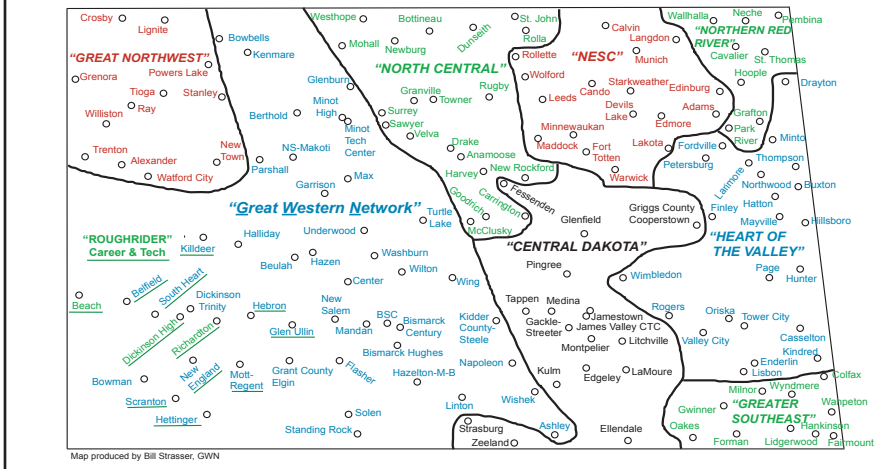 Crosby
Lignite
"GREAT NORTHWEST"
Powers Lake
Grenora
Tioga
Ray
Stanley
Williston
Trenton
Alexander
New
Town
Watford City
Bowbells
Kenmare
Glenburn
Minot
High
Berthold
Minot
Tech
Center
NS-Makoti
Parshall
Max
Garrison
"Great Western Network"
Turtle
Lake
Underwood
Halliday
Washburn
Beulah
Hazen
Wilton
Center
Wing
"ROUGHRIDER"
Career & Tech
Killdeer
Beach
Belfield
South Heart
Dickinson
Trinity
Dickinson High
Richardton
Hebron
Glen Ullin
New
Salem
Mandan
BSC
Bismarck
Century
Bismarck Hughes
Kidder
County-
Steele
New
England
Mott-
Regent
Grant County
Elgin
Flasher
Hazelton-M-B
Napoleon
Bowman
Scranton
Hettinger
Solen
Standing Rock
Linton
Wishek
Ashley
Strasburg
Zeeland
Westhope
Bottineau
St. John
Mohall
Newburg
Dunseith
Rolla
"NORTH CENTRAL"
Granville
Towner
Rugby
Surrey
Sawyer
Velva
Drake
Anamoose
Harvey
New Rockford
Goodrich
Carrington
McClusky
Fessenden
Rollette
Calvin
Langdon
"NESC"
Munich
Wolford
Starkweather
Edinburg
Leeds
Cando
Devils
Lake
Adams
Edmore
Minnewaukan
Maddock
Fort
Totten
Lakota
Warwick
Wallhalla
Neche
Pembina
"NORTHERN RED
RIVER"
Cavalier
St. Thomas
Hoople
Grafton
Park
River
Drayton
Minto
Fordville
Petersburg
Thompson
Larimore
Northwood
Buxton
Hatton
Finley
Mayville
Hillsboro
"HEART OF
THE VALLEY"
Page
Hunter
Griggs County
Cooperstown
Glenfield
"CENTRAL DAKOTA"
Pingree
Wimbledon
Tappen
Medina
Jamestown
Gackle-
Streeter
James Valley CTC
Litchville
Montpelier
Kulm
Edgeley
LaMoure
Ellendale
Rogers
Oriska
Tower City
Valley City
Casselton
Kindred
Enderlin
Lisbon
Colfax
Milnor
Wyndmere
Gwinner
"GREATER
SOUTHEAST"
Wahpeton
Oakes
Hankinson
Forman
Lidgerwood
Fairmount
Map produced by Bill Strasser, GWN